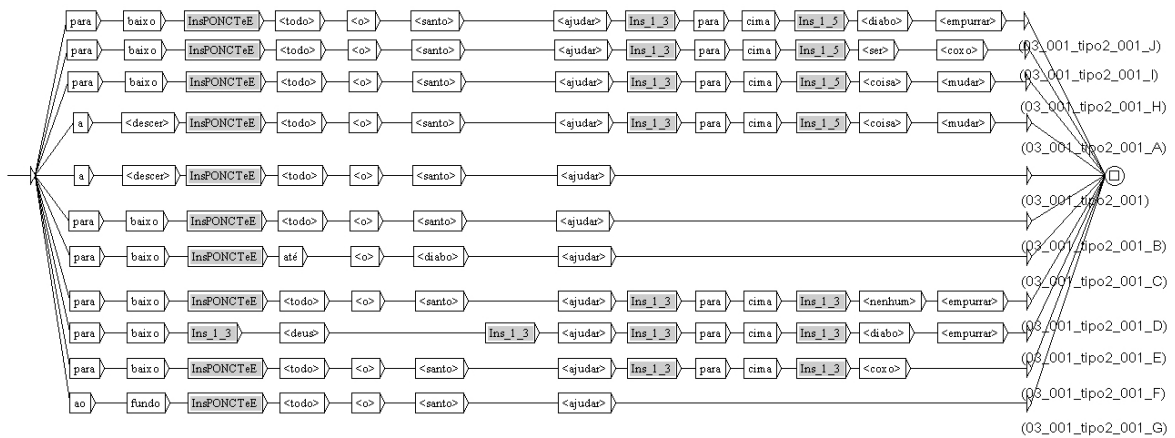 para baixo InsPONCTeE <todo> <o> <santo> <ajudar> Ins_1_3 para cima Ins_1_5 <diabo> <empurrar>
(03_001_tipo2_001_J)
para baixo InsPONCTeE <todo> <o> <santo> <ajudar> Ins_1_3 para cima Ins_1_5 <ser> <coxo>
(03_001_tipo2_001_I)
para baixo InsPONCTeE <todo> <o> <santo> <ajudar> Ins_1_3 para cima Ins_1_5 <coisa> <mudar>
(03_001_tipo2_001_H)
a <descer> InsPONCTeE <todo> <o> <santo> <ajudar> Ins_1_3 para cima Ins_1_5 <coisa> <mudar>
(03_001_tipo2_001_A)
a <descer> InsPONCTeE <todo> <o> <santo> <ajudar>
(03_001_tipo2_001)
para baixo InsPONCTeE <todo> <o> <santo> <ajudar>
(03_001_tipo2_001_B)
para baixo InsPONCTeE até <o> <diabo> <ajudar>
(03_001_tipo2_001_C)
para baixo InsPONCTeE <todo> <o> <santo> <ajudar> Ins_1_3 para cima Ins_1_3 <nenhum> <empurrar>
(03_001_tipo2_001_D)
para baixo Ins_1_3 <deus> Ins_1_3 <ajudar> Ins_1_3 para cima Ins_1_3 <diabo> <empurrar>
(03_001_tipo2_001_E)
para baixo InsPONCTeE <todo> <o> <santo> <ajudar> Ins_1_3 para cima Ins_1_3 <coxo>
(03_001_tipo2_001_F)
ao fundo InsPONCTeE <todo> <o> <santo> <ajudar>
(03_001_tipo2_001_G)